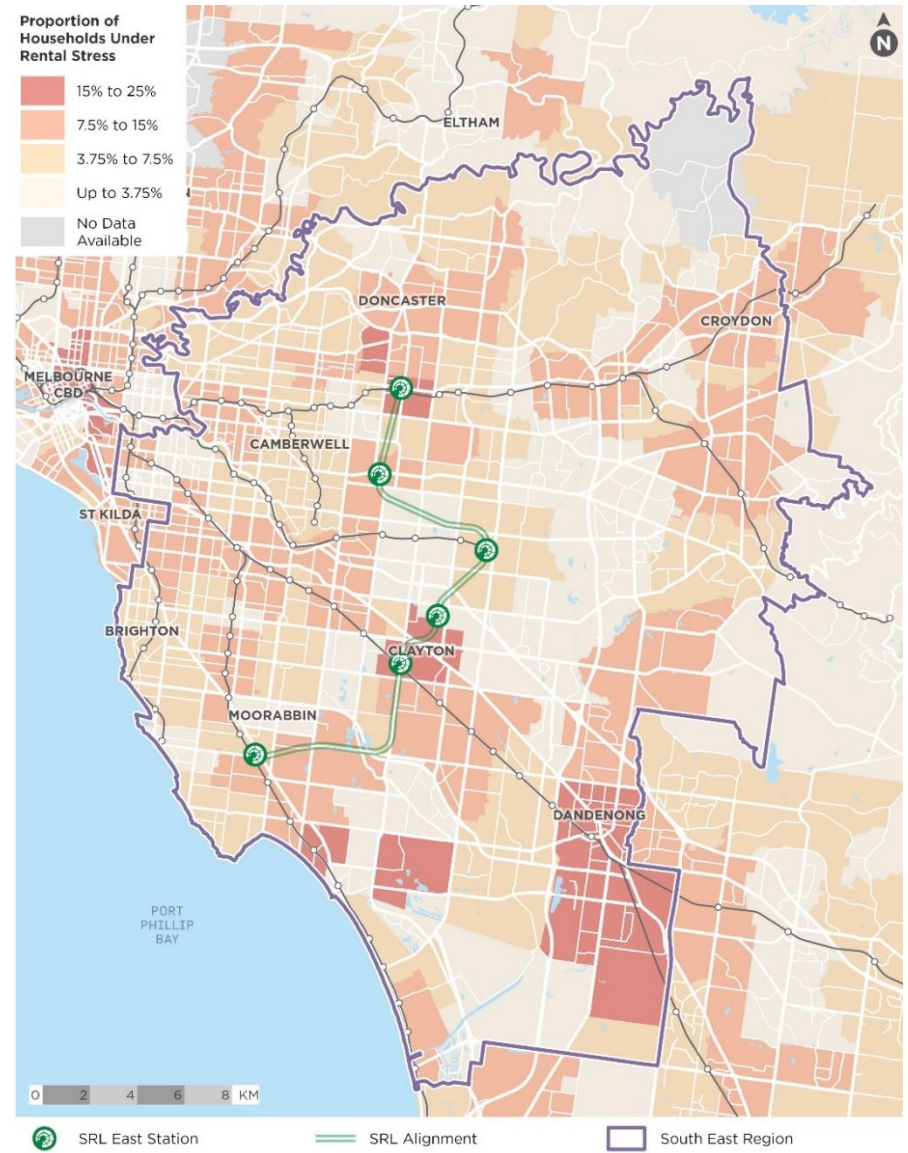 Proportion of
Households Under
Rental Stress
15% to 25%
7.5% to 15%
3.75% to 7.5%
Up to 3.75%
No Data
Available
N
ELTHAM
DONCASTER
CROYDON
MELBOURNE
CBD
CAMBERWELL
ST KILDA
BRIGHTON
CLAYTON
MOORABBIN
DANDENONG
PORT
PHILLIP
BAY
0 2 4 6 8 KM
SRL East Station
SRL Alignment
South East Region